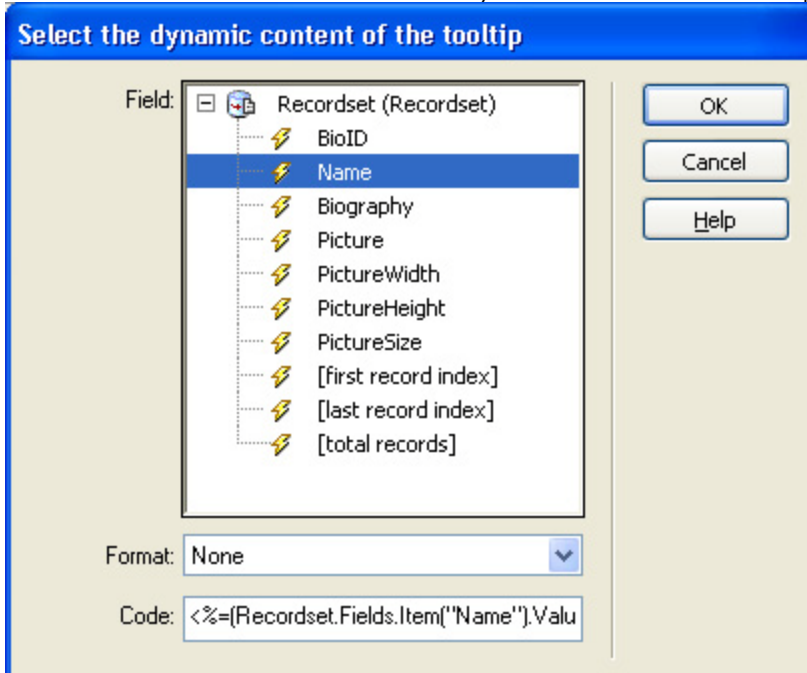 Select the dynamic content of the tooltip
Field:
Recordset (Recordset)
BioID
Name
Biography
Picture
PictureWidth
PictureHeight
PictureSize
[first record index]
[last record index]
[total records]
OK
Cancel
Help
Format: None
Code: <%=(Recordset.Fields.Item("Name").Valu